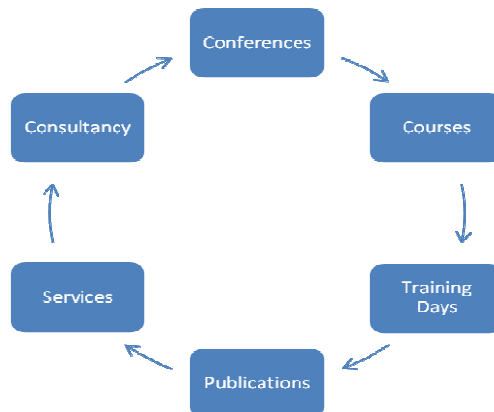 Conferences
Courses
Training
Days
Publications
Services
Consultancy